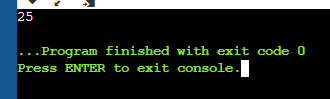 25
...Program finished with exit code 0
Press ENTER to exit console.